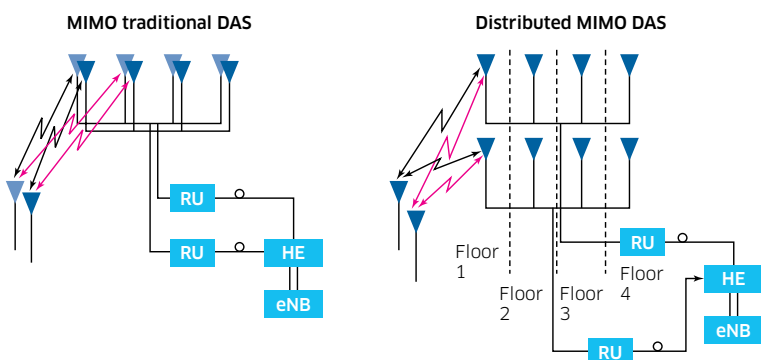 MIMO traditional DAS
RU
RU
HE
eNB
Distributed MIMO DAS
Floor
1
Floor
2
Floor
3
Floor
4
RU
HE
eNB
RU